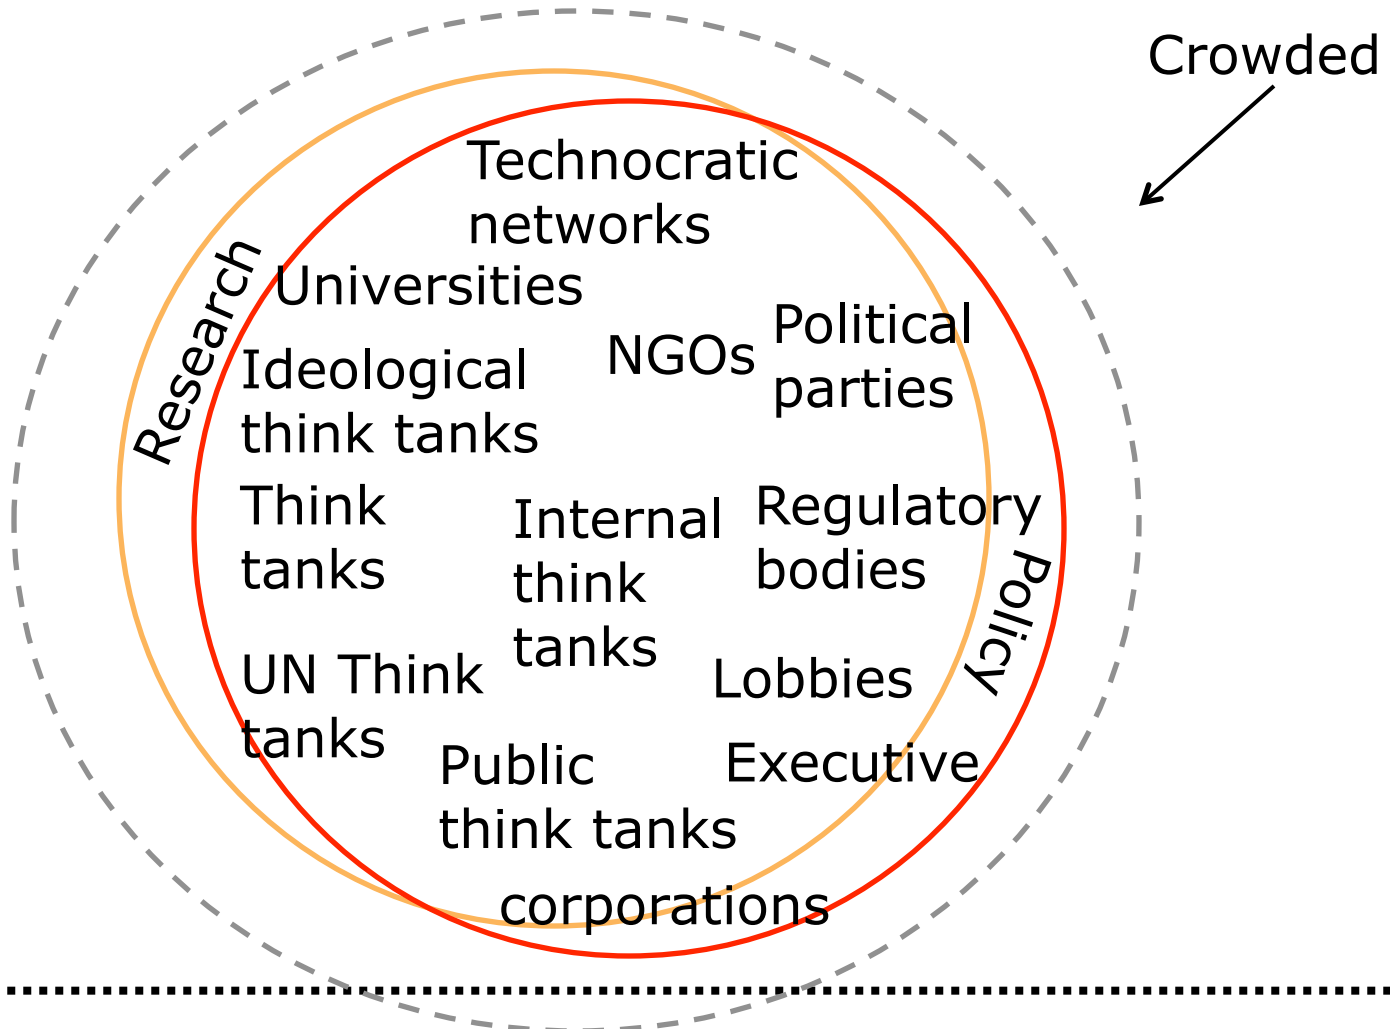 Crowded
Technocratic
networks
Research
Universities
Ideological
think tanks
NGOs
Political
parties
Think
tanks
Internal
think
tanks
Regulatory
bodies
Policy
UN Think
tanks
Lobbies
Public
think tanks
Executive
corporations